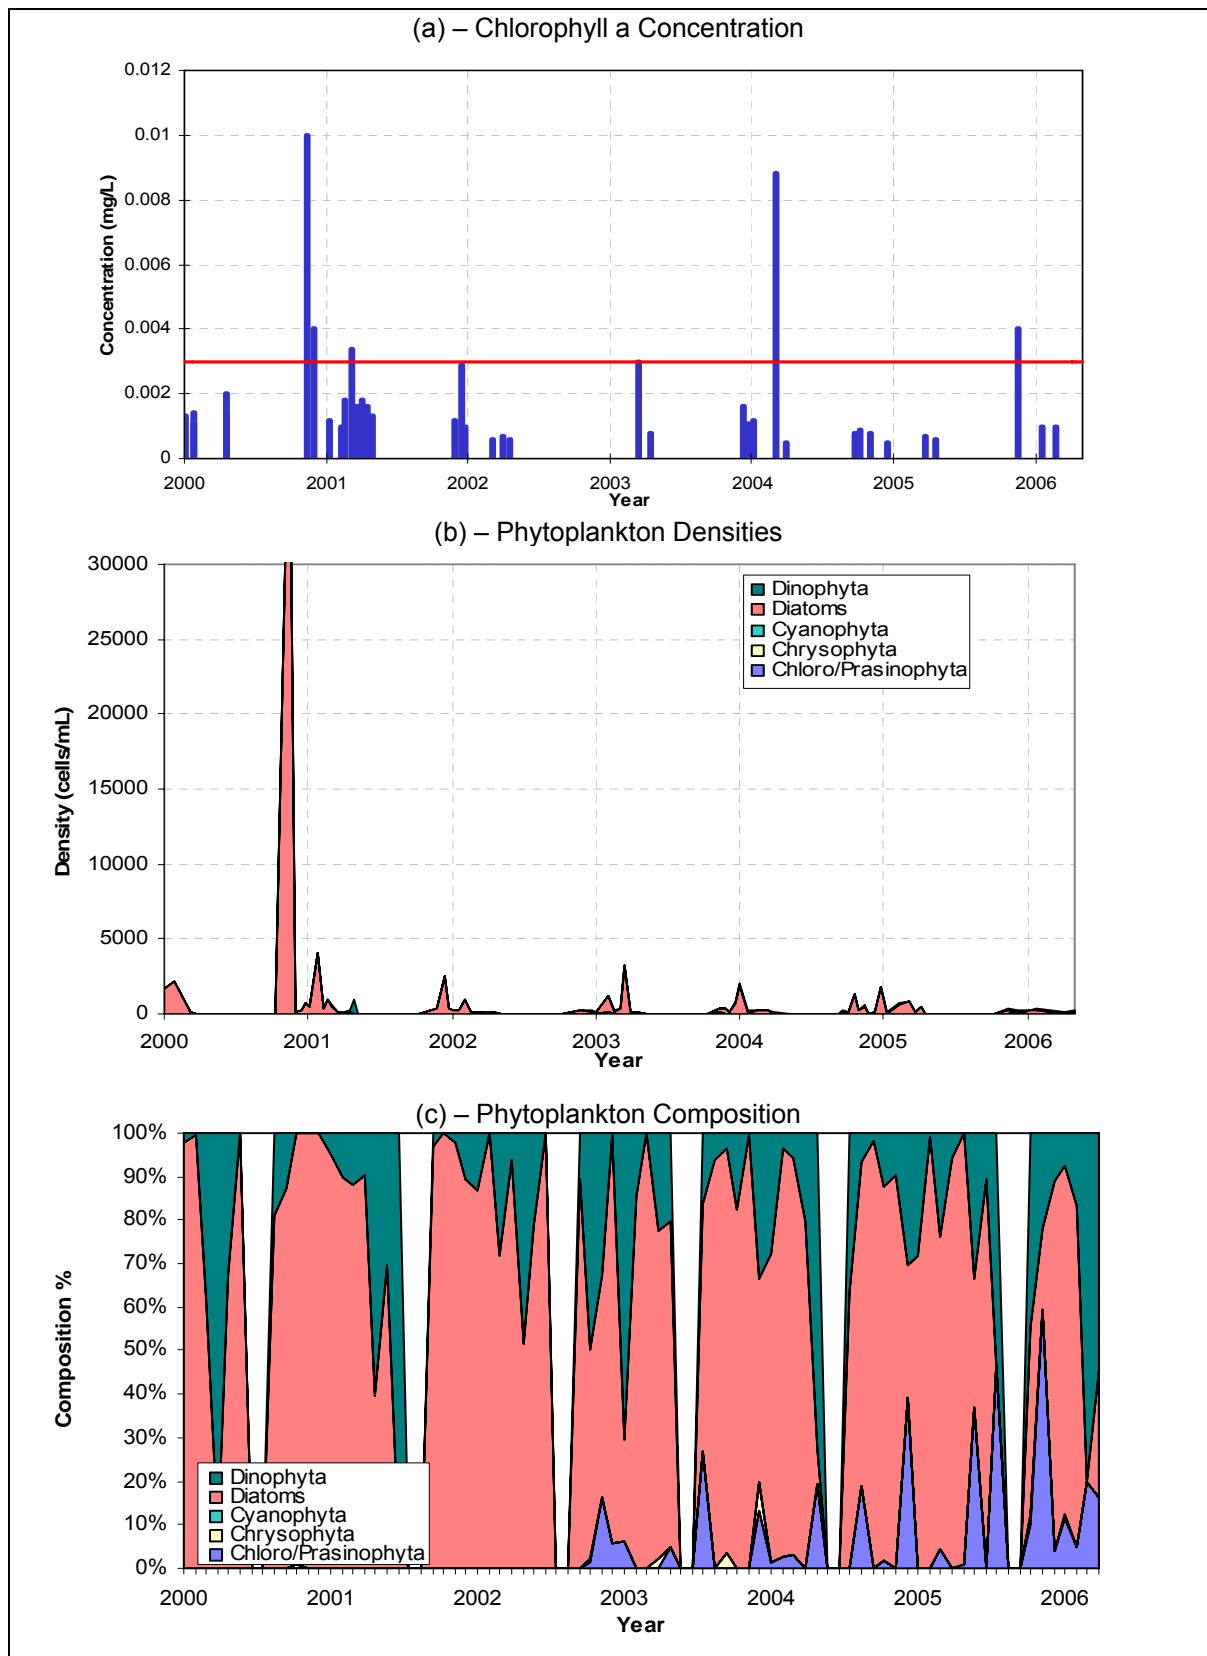 (a) – Chlorophyll a Concentration
0.012
0.01
0.008
0.006
0.004
0.002
0
Concentration (mg/L)
2000 2001 2002 2003 2004 2005 2006
Year
(b) – Phytoplankton Densities
30000
25000
20000
15000
10000
5000
0
Density (cells/mL)
Dinophyta
Diatoms
Cyanophyta
Chrysophyta
Chloro/Prasinophyta
2000 2001 2002 2003 2004 2005 2006
Year
(c) – Phytoplankton Composition
100%
90%
80%
70%
60%
50%
40%
30%
20%
10%
0%
Composition %
Dinophyta
Diatoms
Cyanophyta
Chrysophyta
Chloro/Prasinophyta
2000 2001 2002 2003 2004 2005 2006
Year